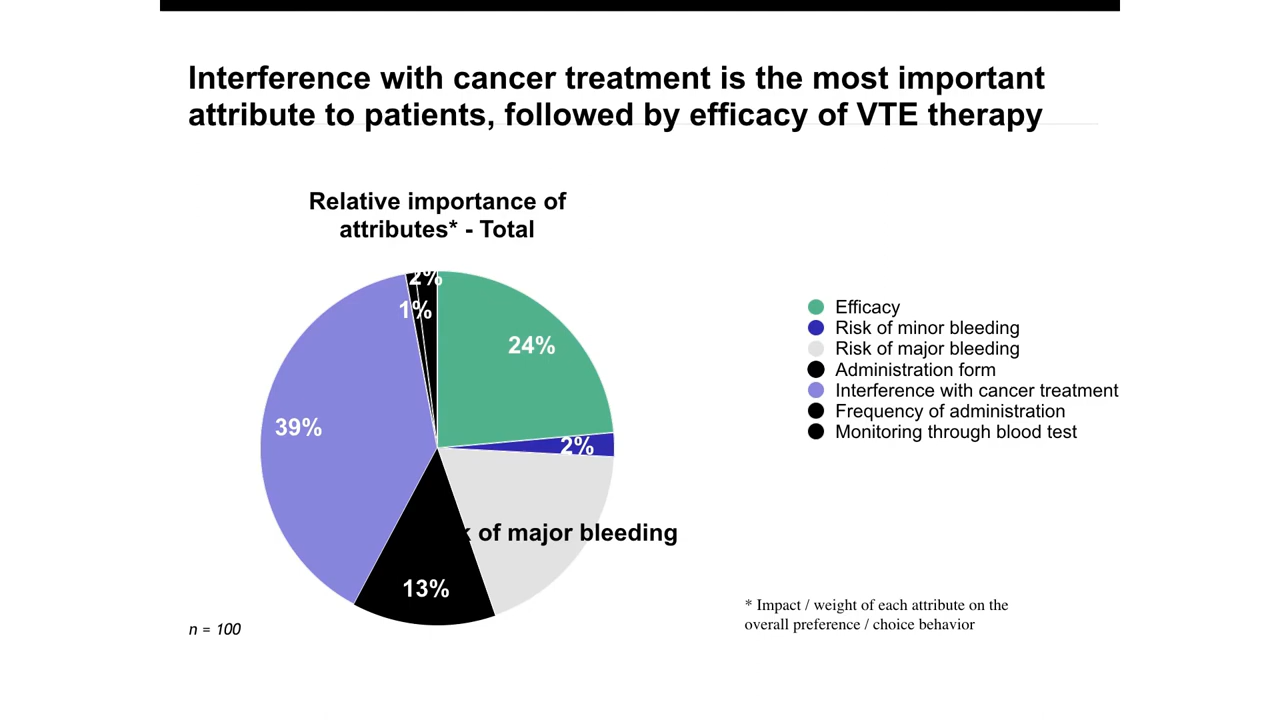 Interference with cancer treatment is the most important
attribute to patients, followed by efficacy of VTE therapy
Relative importance of
attributes* - Total
2%
1%
24%
39%
2%
of major bleeding
13%
Efficacy
Risk of minor bleeding
Risk of major bleeding
Administration form
Interference with cancer treatment
Frequency of administration
Monitoring through blood test
* Impact / weight of each attribute on the
overall preference / choice behavior
n = 100